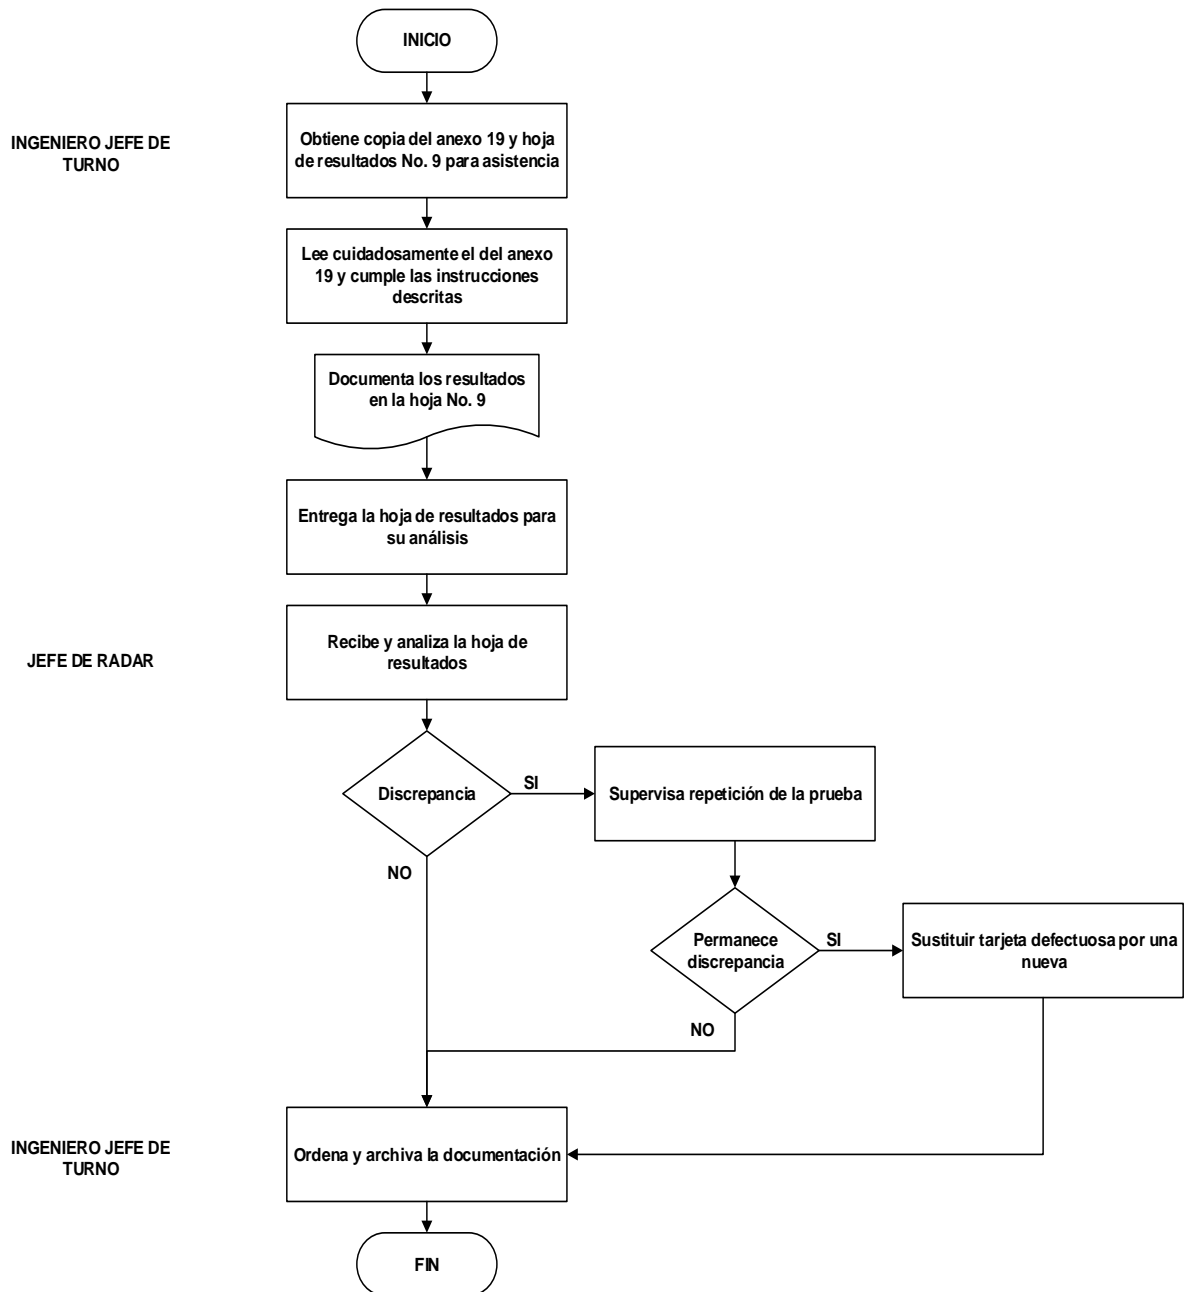 INICIO
INGENIERO JEFE DE
TURNO
Obtiene copia del anexo 19 y hoja
de resultados No. 9 para asistencia
Lee cuidadosamente el del anexo
19 y cumple las instrucciones
descritas
Documenta los resultados
en la hoja No. 9
Entrega la hoja de resultados para
su análisis
JEFE DE RADAR
Recibe y analiza la hoja de
resultados
Discrepancia
SI
Supervisa repetición de la prueba
NO
Permanece
discrepancia
SI
Sustituir tarjeta defectuosa por una
nueva
NO
INGENIERO JEFE DE
TURNO
Ordena y archiva la documentación
FIN